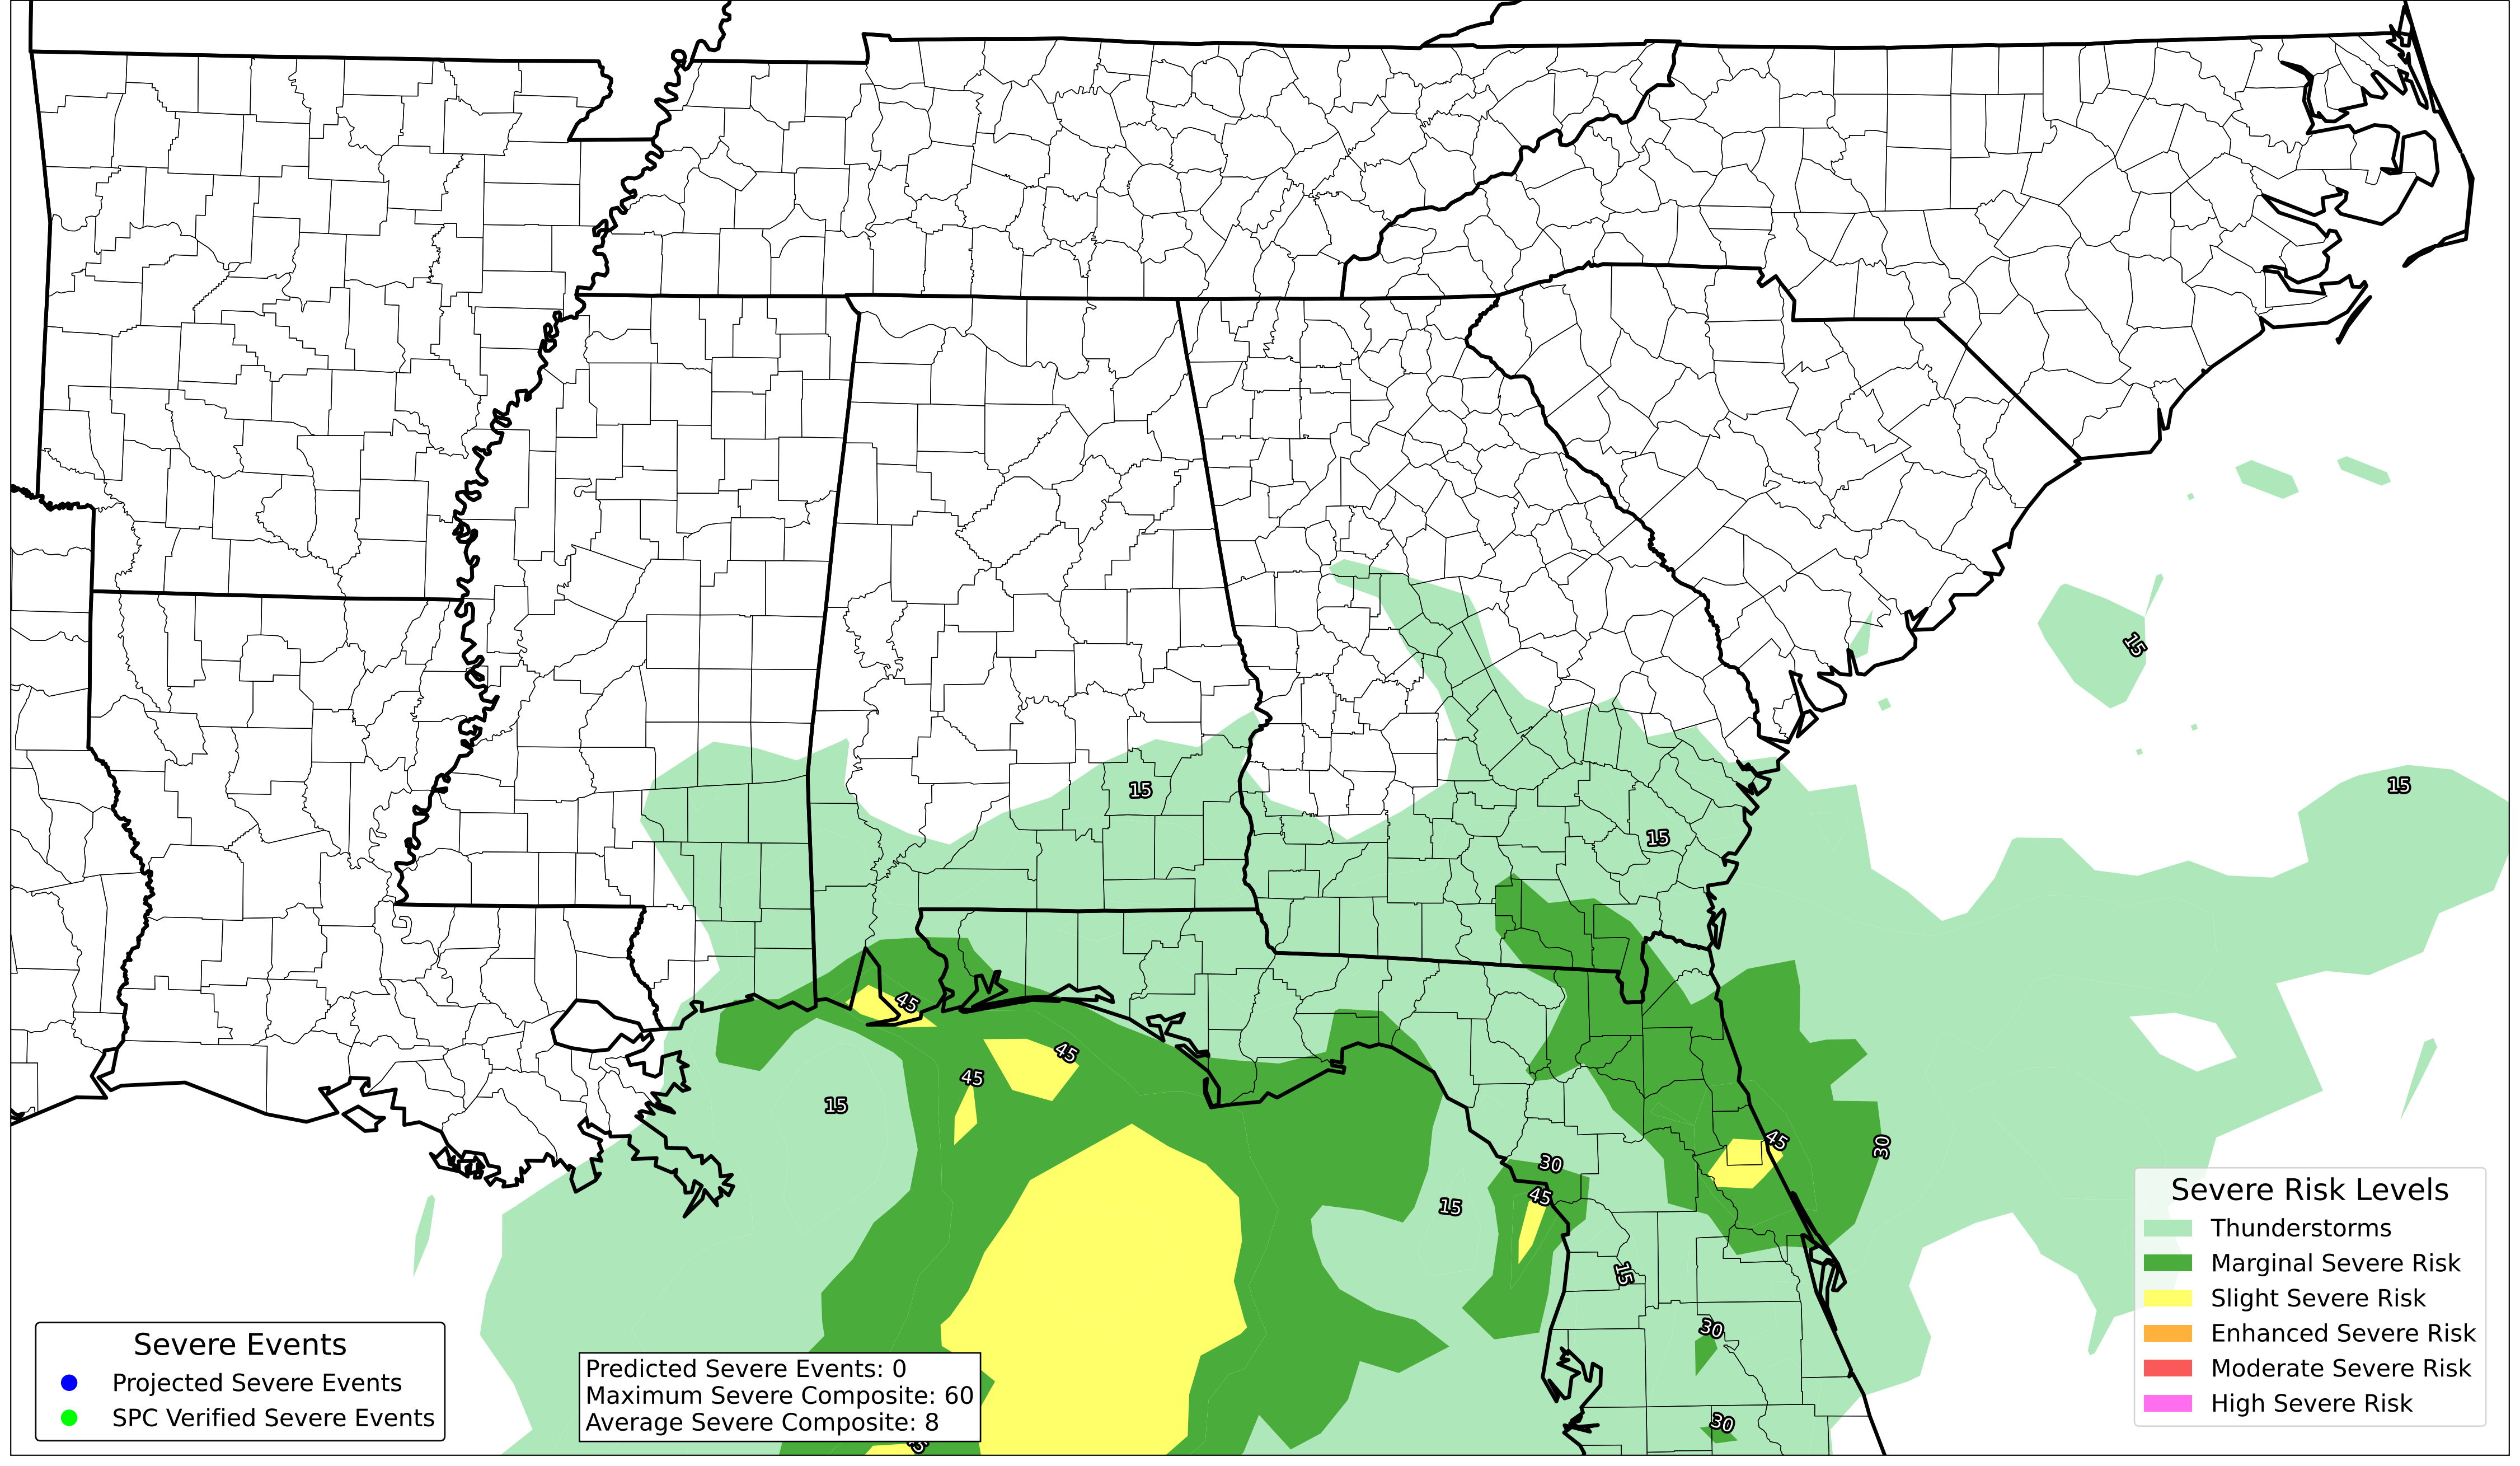 15
15
15
15
45
45
45
15
45
30
30
45
15
15
30
30
Severe Risk Levels
Thunderstorms
Marginal Severe Risk
Slight Severe Risk
Enhanced Severe Risk
Moderate Severe Risk
High Severe Risk
Severe Events
Projected Severe Events
SPC Verified Severe Events
Predicted Severe Events: 0
Maximum Severe Composite: 60
Average Severe Composite: 8